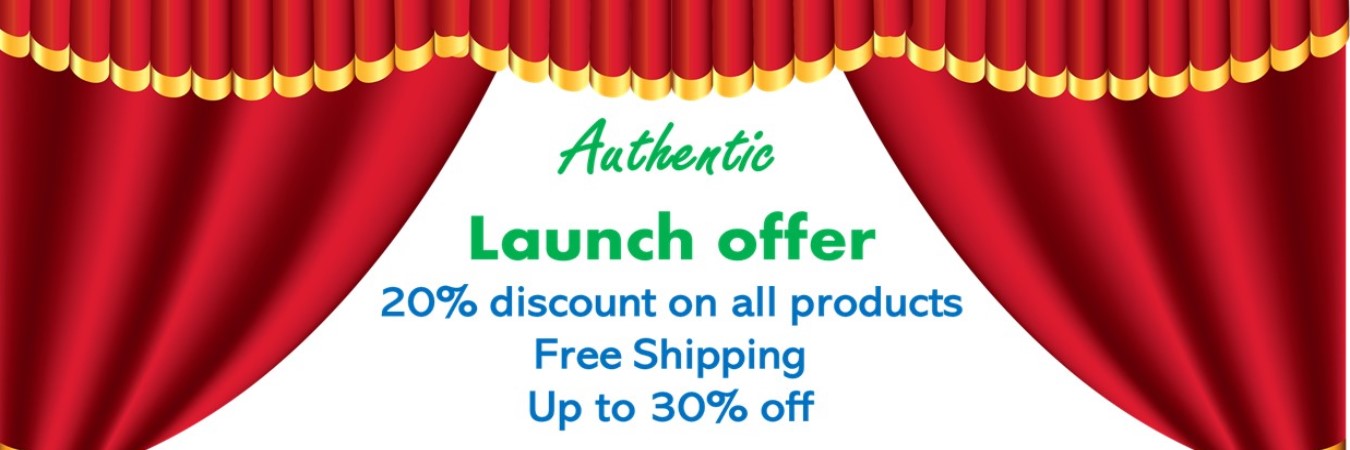 Authentic
Launch offer
20% discount on all products
Free Shipping
Up to 30% off